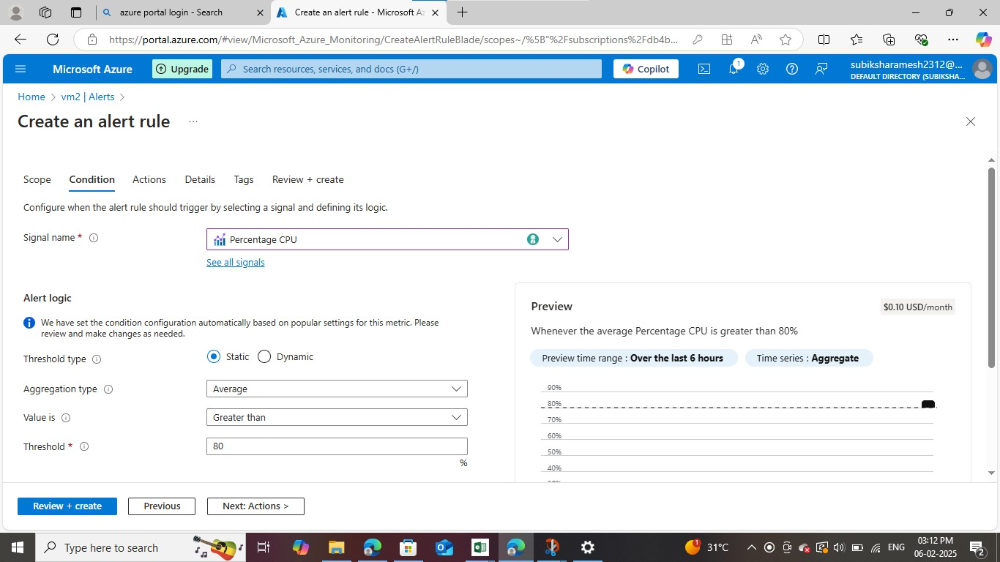 azure portal login - Search
Create an alert rule - Microsoft Az
https://portal.azure.com/#view/Microsoft_Azure_Monitoring/CreateAlertRuleBlade/scopes~/%5B"%2Fsubscriptions%2Fdb4b...
Microsoft Azure
Upgrade
Search resources, services, and docs (G+/)
Copilot
1
subiksharamesh2312@...
DEFAULT DIRECTORY (SUBIKSHA...
Home > vm2 | Alerts >
Create an alert rule ...
Scope Condition Actions Details Tags Review + create
Configure when the alert rule should trigger by selecting a signal and defining its logic.
Signal name *
Percentage CPU
See all signals
Alert logic
We have set the condition configuration automatically based on popular settings for this metric. Please
review and make changes as needed.
Threshold type
Static Dynamic
Aggregation type
Average
Value is
Greater than
Threshold *
80
%
Preview
$0.10 USD/month
Whenever the average Percentage CPU is greater than 80%
Preview time range : Over the last 6 hours
Time series : Aggregate
90%
80%
70%
60%
50%
40%
Review + create
Previous
Next: Actions >
Type here to search
1
31°C
ENG
03:12 PM
06-02-2025
2